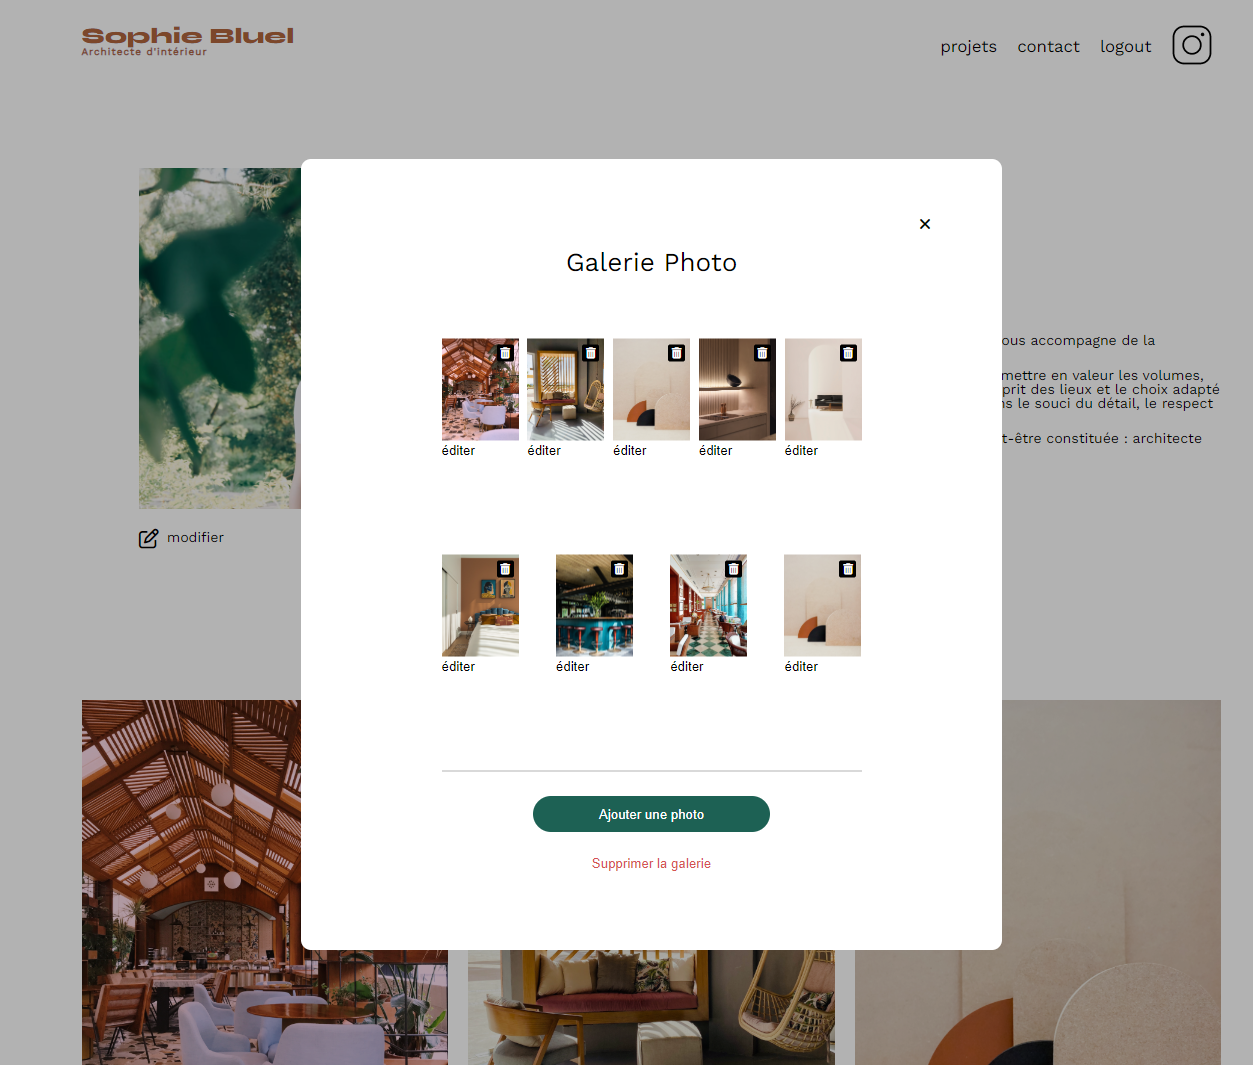 Sophie Bluel
Architecte d'intérieur
projets contact logout
Galerie Photo
ous accompagne de la
mettre en valeur les volumes,
prit des lieux et le choix adapté
ns le souci du détail, le respect
t-être constituée : architecte
éditer éditer éditer éditer éditer
modifier
éditer éditer éditer éditer
Ajouter une photo
Supprimer la galerie